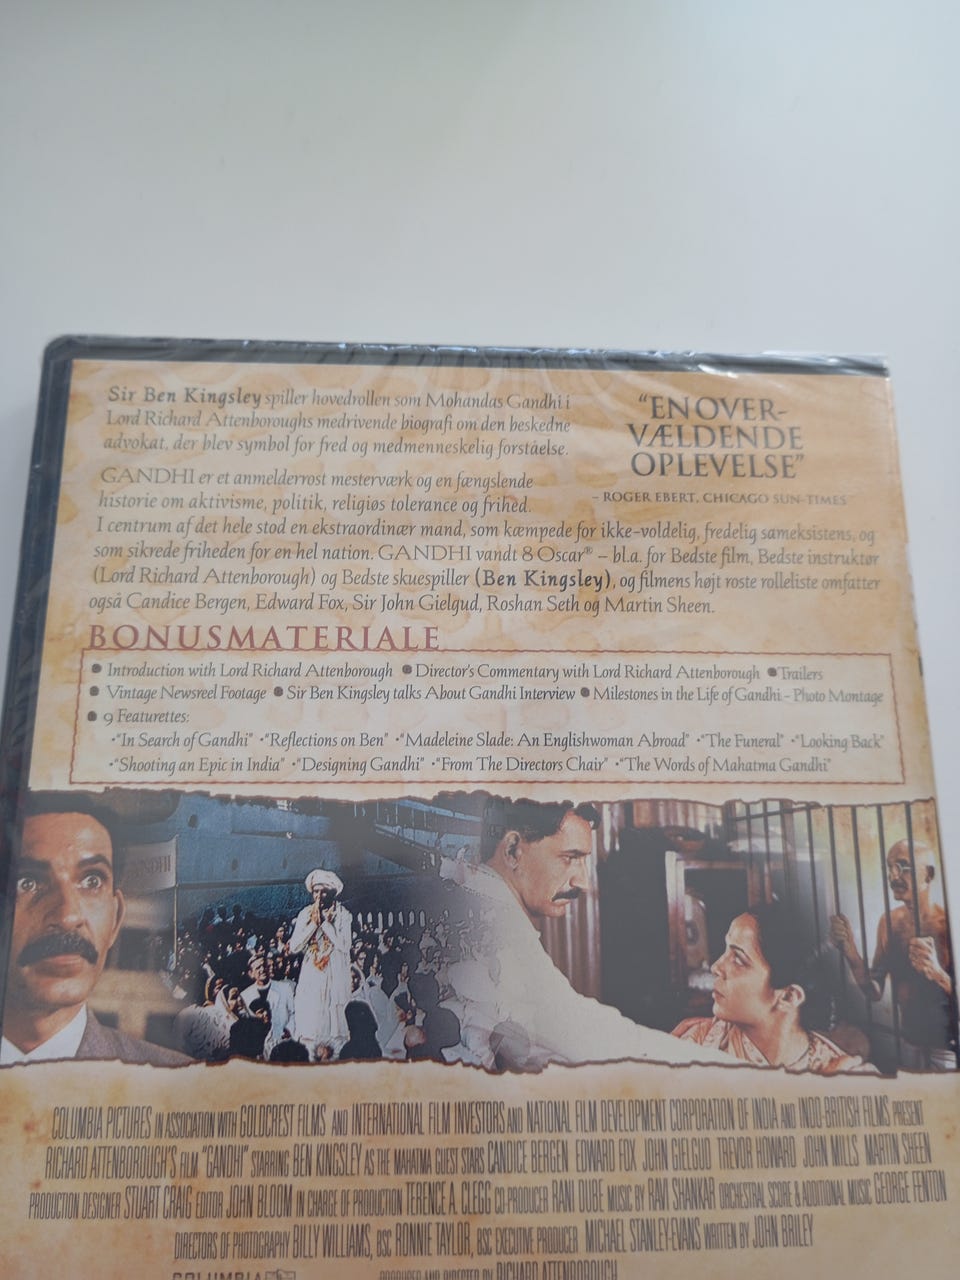 Sir Ben Kingsley spiller hovedrollen som Mohandas Gandhi i
Lord Richard Attenboroughs medrivende biografi om den beskedne
advokat, der blev symbol for fred og medmenneskelig forståelse.
GANDHI er et anmelderrost mesterværk og en fængslende
historie om aktivisme, politik, religiøs tolerance og frihed.
I centrum af det hele stod en ekstraordinær mand, som kæmpede for ikke-voldelig, fredelig sameksistens, og
som sikrede friheden for en hel nation. GANDHI vandt 8 Oscar® – bl.a. for Bedste film, Bedste instruktør
(Lord Richard Attenborough) og Bedste skuespiller (Ben Kingsley), og filmens højt roste rolleliste omfatter
også Candice Bergen, Edward Fox, Sir John Gielgud, Roshan Seth og Martin Sheen.
“EN OVER-
VÆLDENDE
OPLEVELSE”
– ROGER EBERT, CHICAGO SUN-TIMES
BONUSMATERIALE
● Introduction with Lord Richard Attenborough ● Director's Commentary with Lord Richard Attenborough ● Trailers
● Vintage Newsreel Footage ● Sir Ben Kingsley talks About Gandhi Interview ● Milestones in the Life of Gandhi - Photo Montage
● 9 Featurettes:
•“In Search of Gandhi” •“Reflections on Ben” •“Madeleine Slade: An Englishwoman Abroad” •“The Funeral” •“Looking Back”
•“Shooting an Epic in India” •“Designing Gandhi” •“From The Directors Chair” •“The Words of Mahatma Gandhi”
GANDHI
COLUMBIA PICTURES IN ASSOCIATION WITH GOLDCREST FILMS AND INTERNATIONAL FILM INVESTORS AND NATIONAL FILM DEVELOPMENT CORPORATION OF INDIA AND INDO-BRITISH FILMS PRESENT
RICHARD ATTENBOROUGH'S FILM “GANDHI” STARRING BEN KINGSLEY AS THE MAHATMA GUEST STARS CANDICE BERGEN EDWARD FOX JOHN GIELGUD TREVOR HOWARD JOHN MILLS MARTIN SHEEN
PRODUCTION DESIGNER STUART CRAIG EDITOR JOHN BLOOM IN CHARGE OF PRODUCTION TERENCE A. CLEGG CO-PRODUCER RANI DUBE MUSIC BY RAVI SHANKAR ORCHESTRAL SCORE & ADDITIONAL MUSIC GEORGE FENTON
DIRECTORS OF PHOTOGRAPHY BILLY WILLIAMS, BSC RONNIE TAYLOR, BSC EXECUTIVE PRODUCER MICHAEL STANLEY-EVANS WRITTEN BY JOHN BRILEY
COLUMBIA PRODUCED AND DIRECTED BY RICHARD ATTENBOROUGH